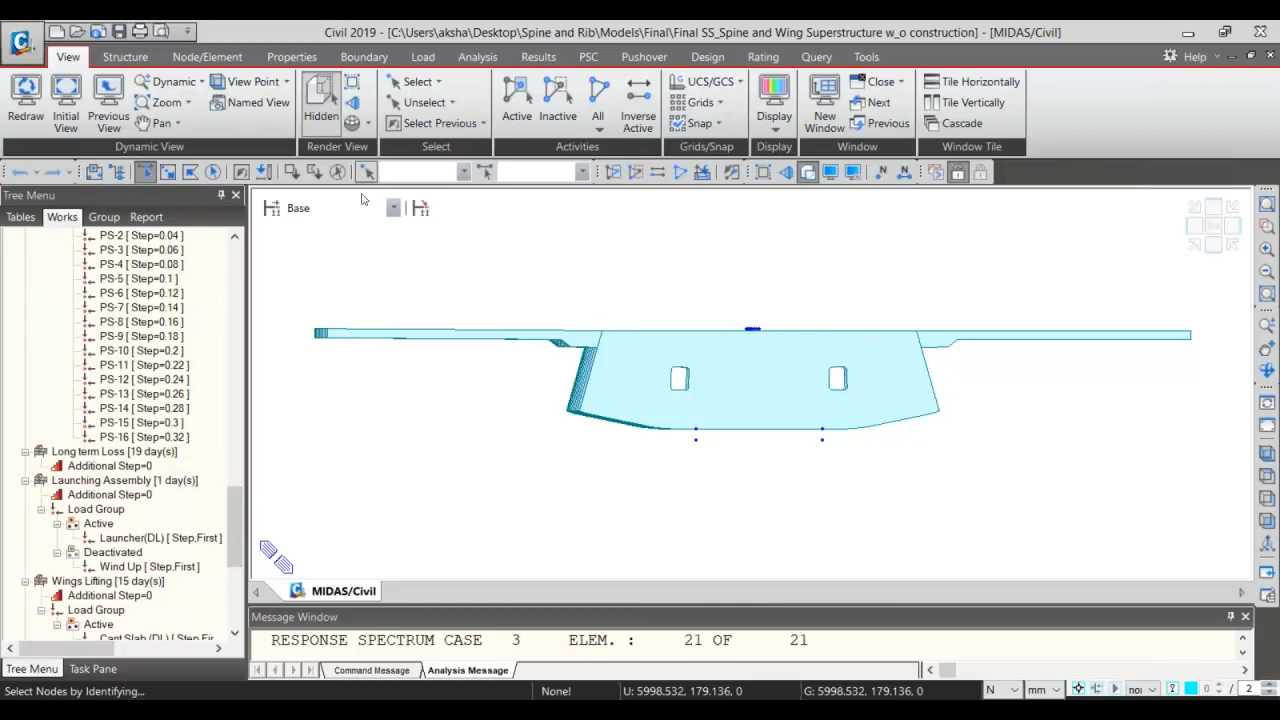 Civil 2019 - [C:\Users\aksha\Desktop\Spine and Rib\Models\Final\Final SS_Spine and Wing Superstructure w_o construction] - [MIDAS/Civil]
View Structure Node/Element Properties Boundary Load Analysis Results PSC Pushover Design Rating Query Tools Help
Redraw Initial View Previous View Dynamic Zoom Pan View Point Named View Hidden Select Unselect Select Previous Active Inactive All Inverse Active UCS/GCS Grids Snap Display New Window Close Next Previous Tile Horizontally Tile Vertically Cascade
Dynamic View Render View Select Activities Grids/Snap Display Window Window Tile
Tree Menu
Tables Works Group Report
Base
PS-2 [ Step=0.04 ]
PS-3 [ Step=0.06 ]
PS-4 [ Step=0.08 ]
PS-5 [ Step=0.1 ]
PS-6 [ Step=0.12 ]
PS-7 [ Step=0.14 ]
PS-8 [ Step=0.16 ]
PS-9 [ Step=0.18 ]
PS-10 [ Step=0.2 ]
PS-11 [ Step=0.22 ]
PS-12 [ Step=0.24 ]
PS-13 [ Step=0.26 ]
PS-14 [ Step=0.28 ]
PS-15 [ Step=0.3 ]
PS-16 [ Step=0.32 ]
Long term Loss [19 day(s)]
Additional Step=0
Launching Assembly [1 day(s)]
Additional Step=0
Load Group
Active
Launcher(DL) [ Step,First ]
Deactivated
Wind Up [ Step,First ]
Wings Lifting [15 day(s)]
Additional Step=0
Load Group
Active
MIDAS/Civil
Message Window
RESPONSE SPECTRUM CASE 3 ELEM. : 21 OF 21
Command Message Analysis Message
Tree Menu Task Pane
Select Nodes by Identifying... None! U: 5998.532, 179.136, 0 G: 5998.532, 179.136, 0 N mm nor 0 / 2